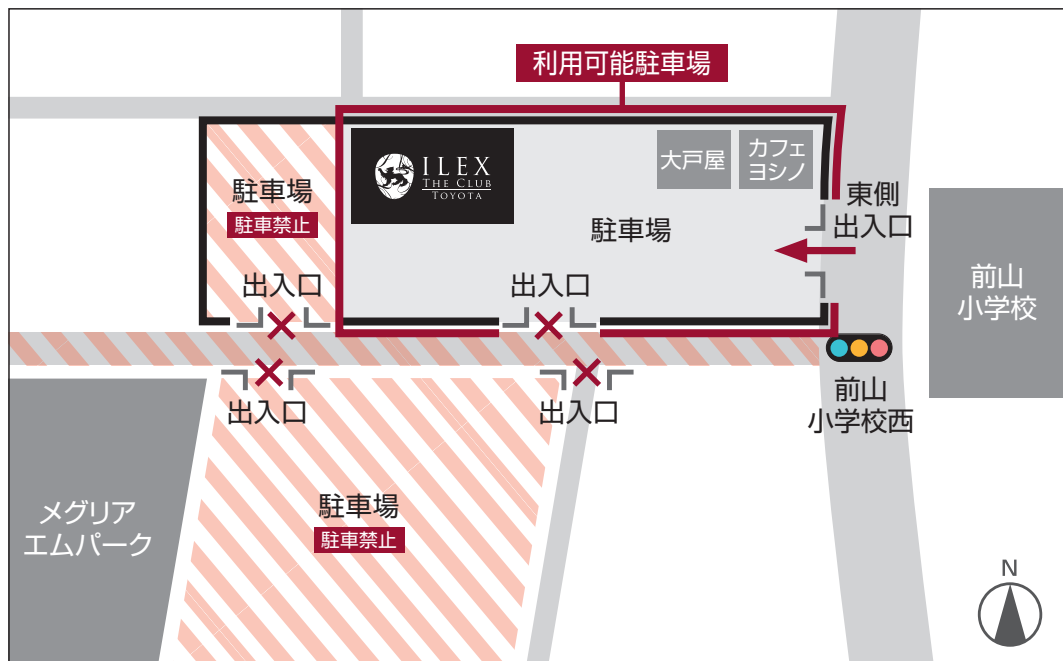 利用可能駐車場
ILEX
THE CLUB
TOYOTA
大戸屋
カフェ
ヨシノ
駐車場
駐車禁止
駐車場
東側
出入口
前山
小学校
出入口
出入口
出入口
出入口
前山
小学校西
メグリア
エムパーク
駐車場
駐車禁止
N